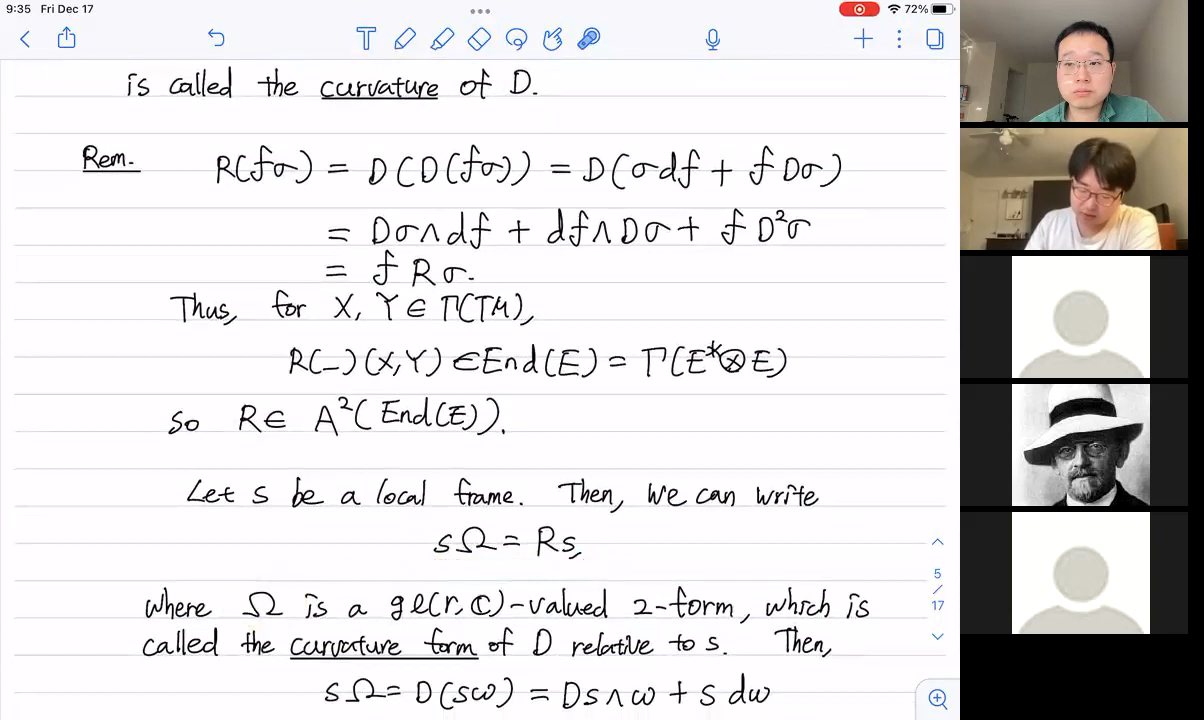 9:35 Fri Dec 17
72%
is called the curvature of D.
Rem. R(fσ) = D(D(fσ)) = D(σdf + f Dσ)
= Dσ∧df + df∧Dσ + f D²σ
= f R σ.
Thus, for X, Y ∈ Γ(TM),
R(_)(X,Y) ∈ End(E) = Γ(E*⊗E)
so R ∈ A²(End(E)).
Let s be a local frame. Then, we can write
sΩ = Rs,
where Ω is a gl(r,ℂ)-valued 2-form, which is
called the curvature form of D relative to s. Then,
sΩ = D(sω) = Ds∧ω + s dω
5
/
17